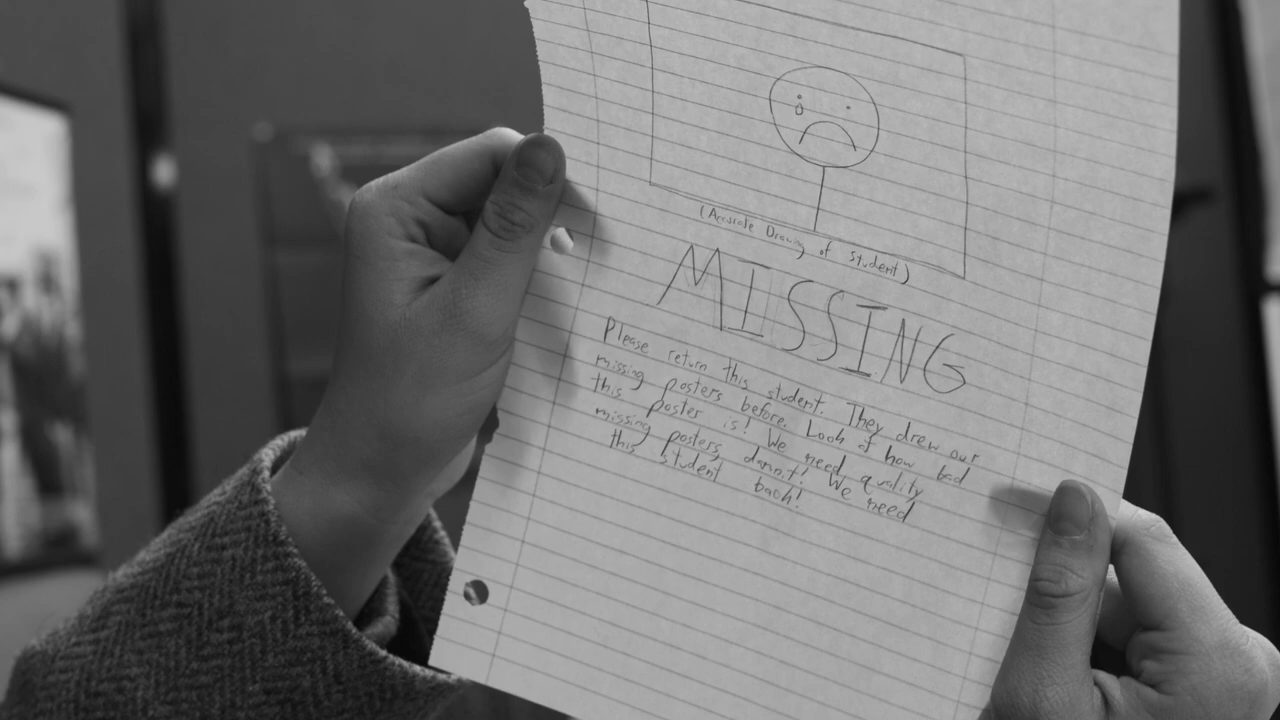 (Accurate Drawing of student)
MISSING
Please return this student. They drew our
missing posters before. Look at how bad
this poster is! We need quality
missing posters damnit! We need
this student back!